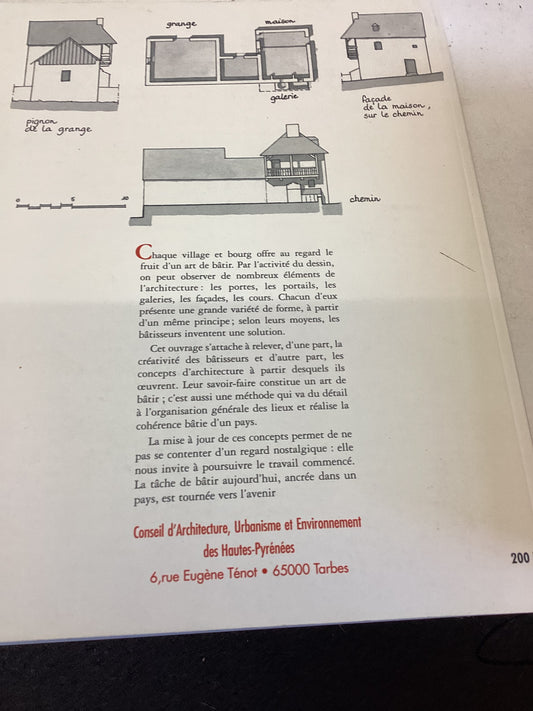 grange
maison
galerie
pignon
de la grange
façade
de la maison,
sur le chemin
0 5 10
chemin
Chaque village et bourg offre au regard le
fruit d'un art de bâtir. Par l'activité du dessin,
on peut observer de nombreux éléments de
l'architecture : les portes, les portails, les
galeries, les façades, les cours. Chacun d'eux
présente une grande variété de forme, à partir
d'un même principe ; selon leurs moyens, les
bâtisseurs inventent une solution.
Cet ouvrage s'attache à relever, d'une part, la
créativité des bâtisseurs et d'autre part, les
concepts d'architecture à partir desquels ils
œuvrent. Leur savoir-faire constitue un art de
bâtir ; c'est aussi une méthode qui va du détail
à l'organisation générale des lieux et réalise la
cohérence bâtie d'un pays.
La mise à jour de ces concepts permet de ne
pas se contenter d'un regard nostalgique : elle
nous invite à poursuivre le travail commencé.
La tâche de bâtir aujourd'hui, ancrée dans un
pays, est tournée vers l'avenir
Conseil d'Architecture, Urbanisme et Environnement
des Hautes-Pyrénées
6,rue Eugène Ténot • 65000 Tarbes
200